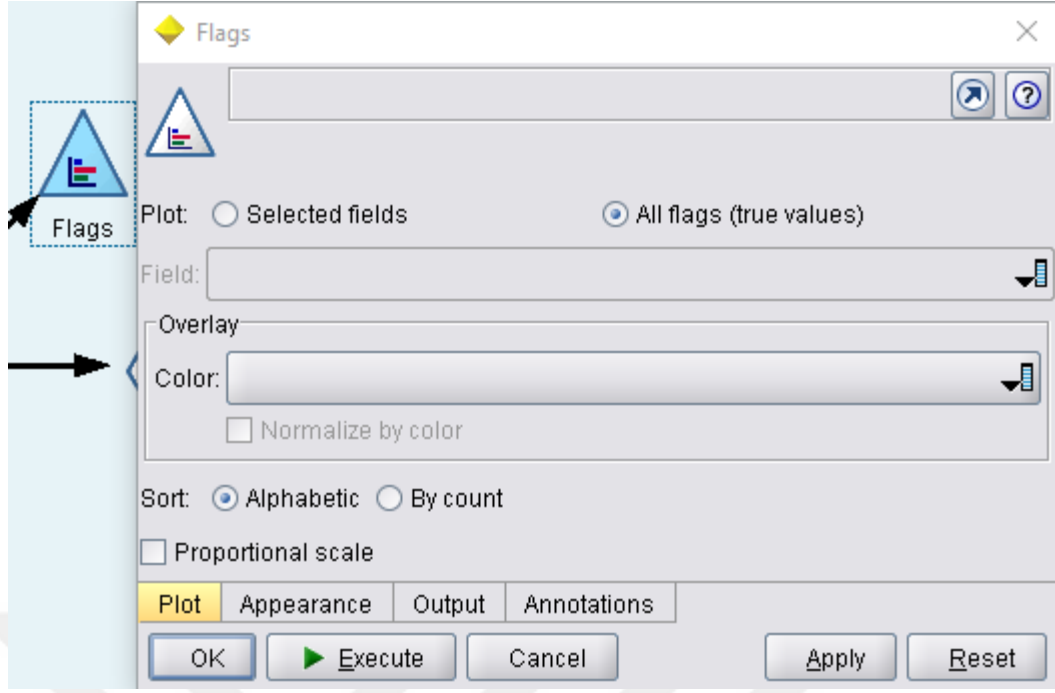 Flags
?
Flags
Plot: Selected fields All flags (true values)
Field:
Overlay
Color:
Normalize by color
Sort: Alphabetic By count
Proportional scale
Plot Appearance Output Annotations
OK Execute Cancel Apply Reset